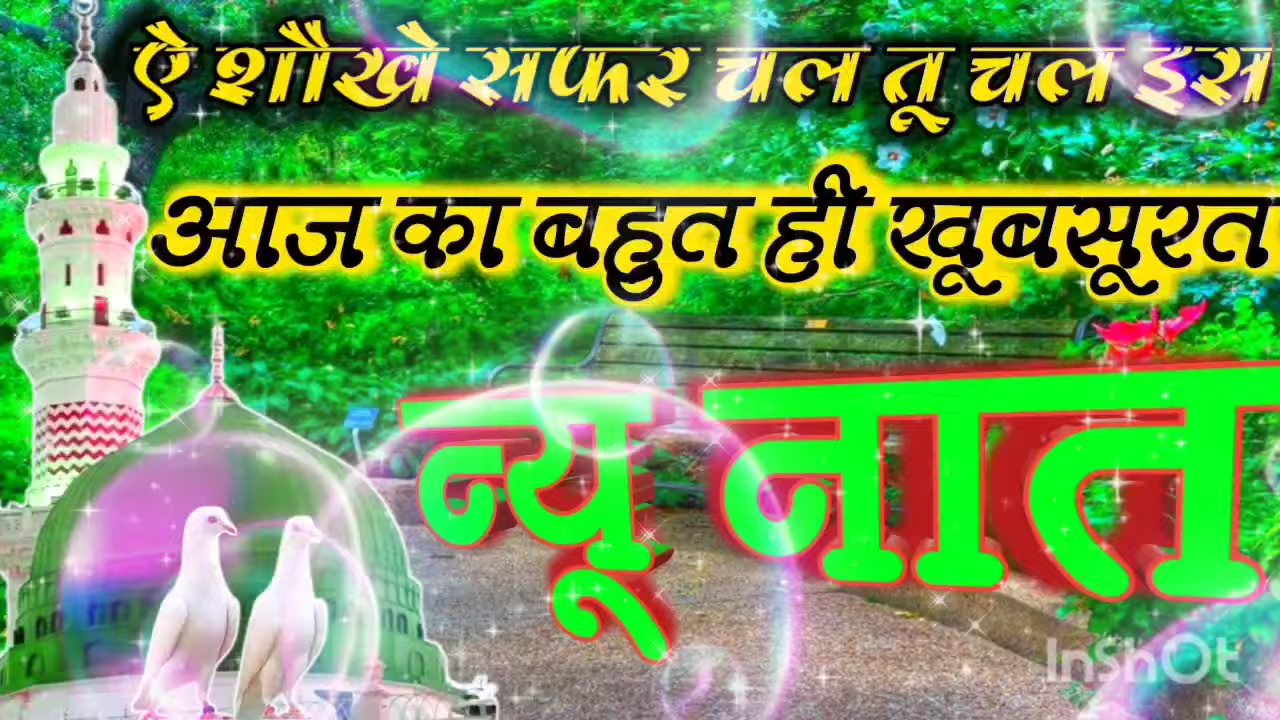 ऐ शौखे सफर चल तू चल इस
आज का बहुत ही खूबसूरत
न्यू नात
InShOt